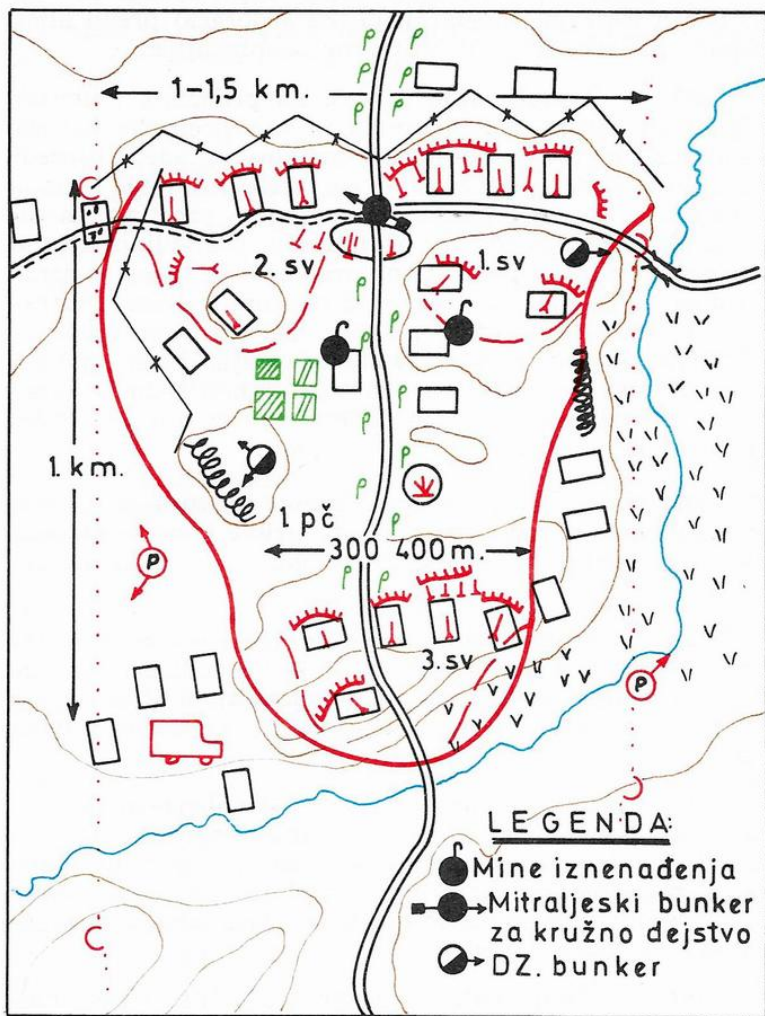 1-1,5 km.
2. sv
1. sv
1. km.
1 pč
300 400 m.
P
3. sv
P
LEGENDA:
Mine iznenađenja
Mitraljeski bunker
za kružno dejstvo
DZ. bunker